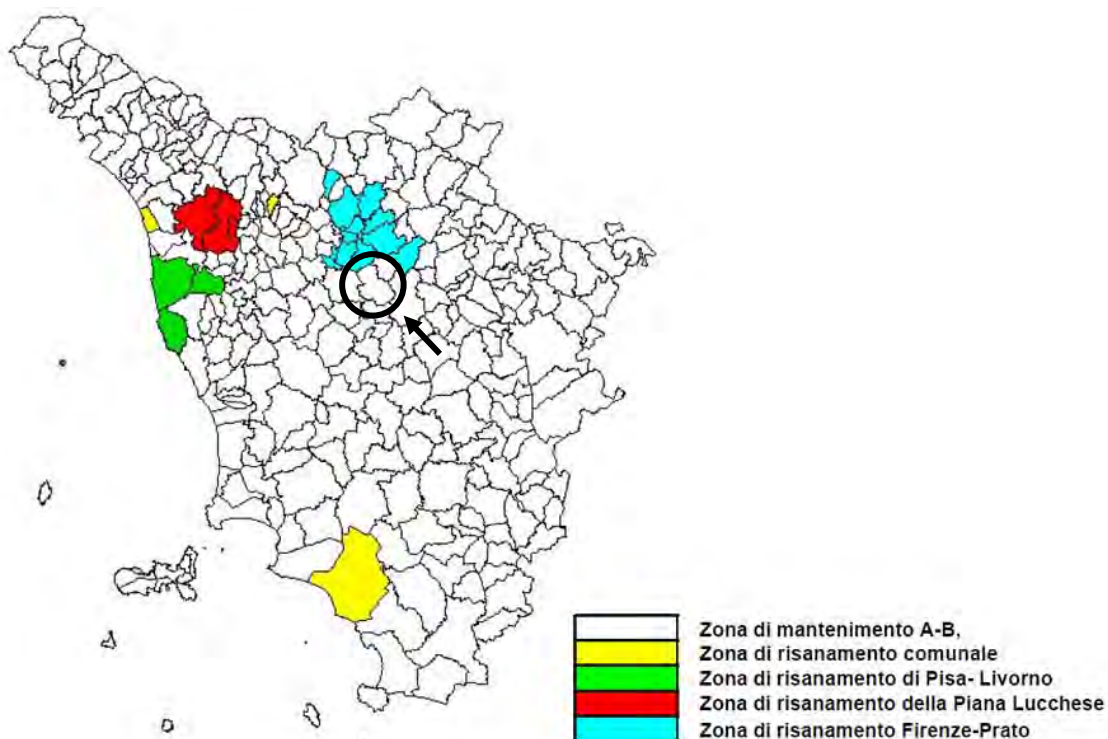 Zona di mantenimento A-B,
Zona di risanamento comunale
Zona di risanamento di Pisa- Livorno
Zona di risanamento della Piana Lucchese
Zona di risanamento Firenze-Prato